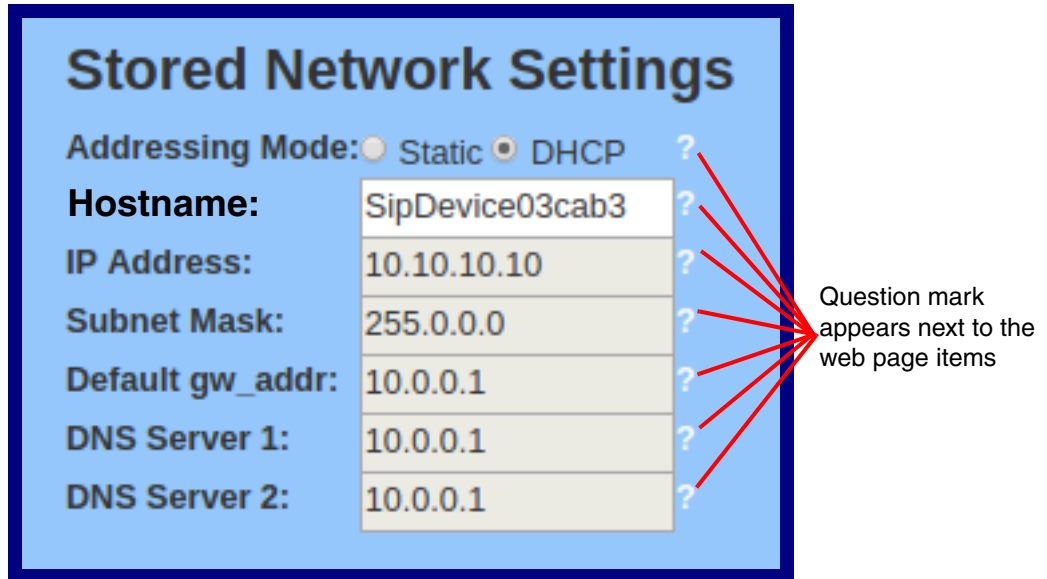 Stored Network Settings
Addressing Mode: Static DHCP ?
Hostname: SipDevice03cab3 ?
IP Address: 10.10.10.10 ?
Subnet Mask: 255.0.0.0 ?
Default gw_addr: 10.0.0.1 ?
DNS Server 1: 10.0.0.1 ?
DNS Server 2: 10.0.0.1 ?
Question mark
appears next to the
web page items